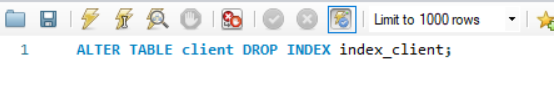 Limit to 1000 rows
1 ALTER TABLE client DROP INDEX index_client;